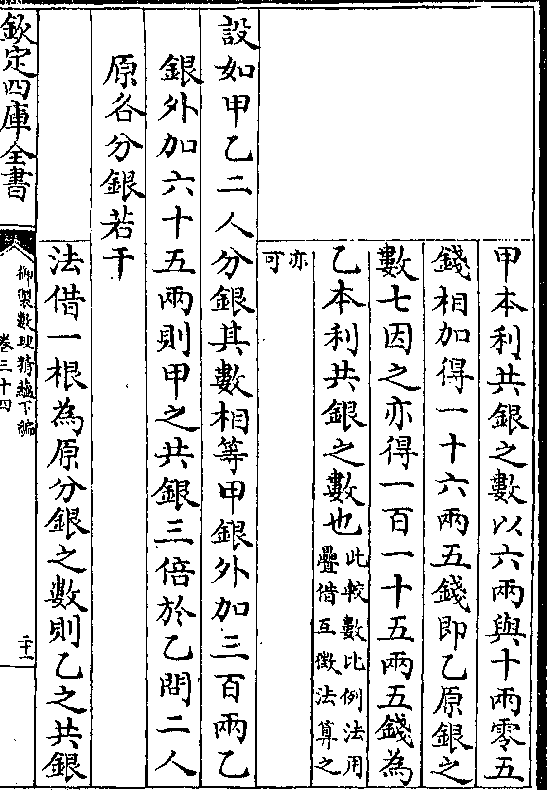 甲本利共銀之數以六兩與十兩零五
錢相加得一十六兩五錢即乙原銀之
數七因之亦得一百一十五兩五錢為
乙本利共銀之數也此較數比例法用
疊借互徵法算之
亦
可
設如甲乙二人分銀其數相等甲銀外加三百兩乙
銀外加六十五兩則甲之共銀三倍於乙問二人
原各分銀若干
法借一根為原分銀之數則乙之共銀
欽定四庫全書
御製數理精蘊下編
卷三十四
二十一